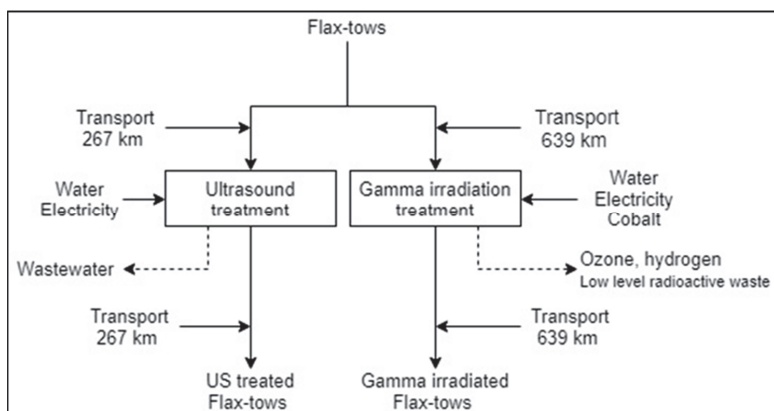 Flax-tows
Transport
267 km
Transport
639 km
Water
Electricity
Ultrasound
treatment
Gamma irradiation
treatment
Water
Electricity
Cobalt
Wastewater
Ozone, hydrogen
Low level radioactive waste
Transport
267 km
Transport
639 km
US treated
Flax-tows
Gamma irradiated
Flax-tows